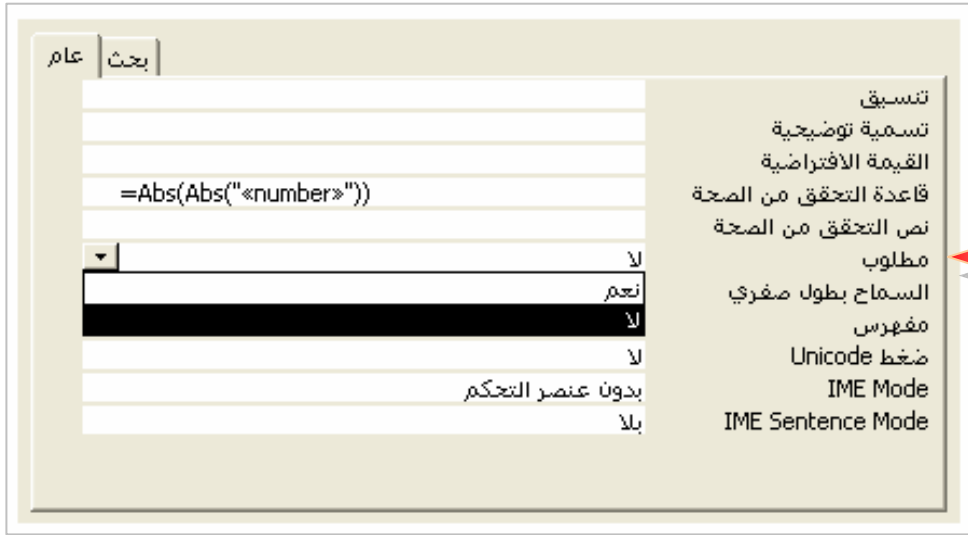 عام بحث
تنسيق
تسمية توضيحية
القيمة الافتراضية
قاعدة التحقق من الصحة =Abs(Abs("«number»"))
نص التحقق من الصحة
مطلوب لا
السماح بطول صفري نعم
مفهرس لا
ضغط Unicode لا
IME Mode بدون عنصر التحكم
IME Sentence Mode بلا